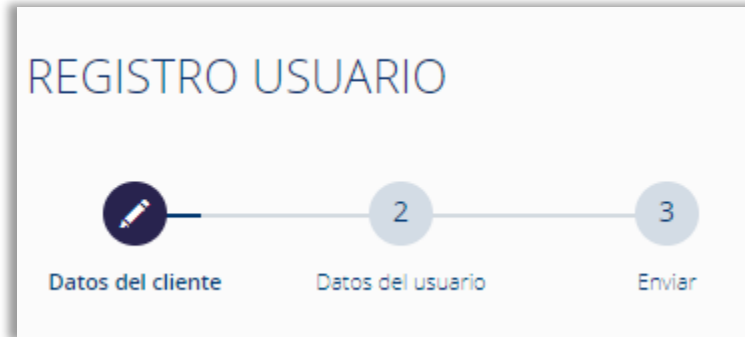 REGISTRO USUARIO
2 3
Datos del cliente Datos del usuario Enviar